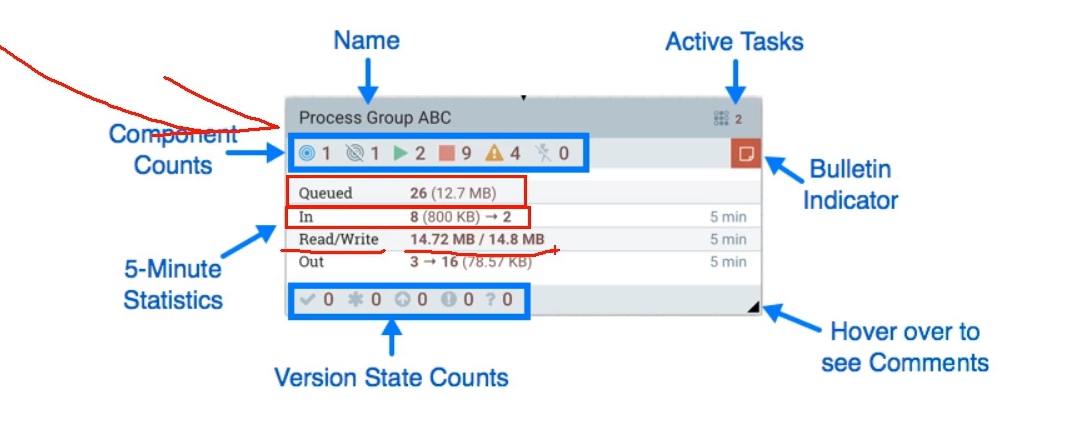 Name
Active Tasks
Process Group ABC
2
Component
Counts
1 1 2 9 4 0
Bulletin
Indicator
Queued 26 (12.7 MB)
In 8 (800 KB) → 2 5 min
Read/Write 14.72 MB / 14.8 MB 5 min
Out 3 → 16 (78.57 KB) 5 min
5-Minute
Statistics
0 0 0 0 ? 0
Hover over to
see Comments
Version State Counts